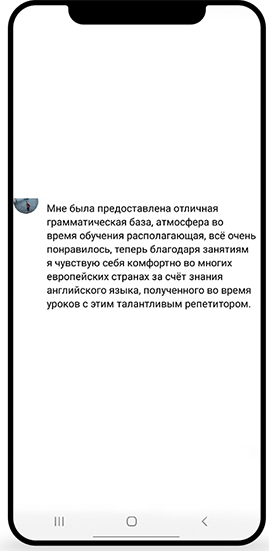 Мне была предоставлена отличная
грамматическая база, атмосфера во
время обучения располагающая, всё очень
понравилось, теперь благодаря занятиям
я чувствую себя комфортно во многих
европейских странах за счёт знания
английского языка, полученного во время
уроков с этим талантливым репетитором.